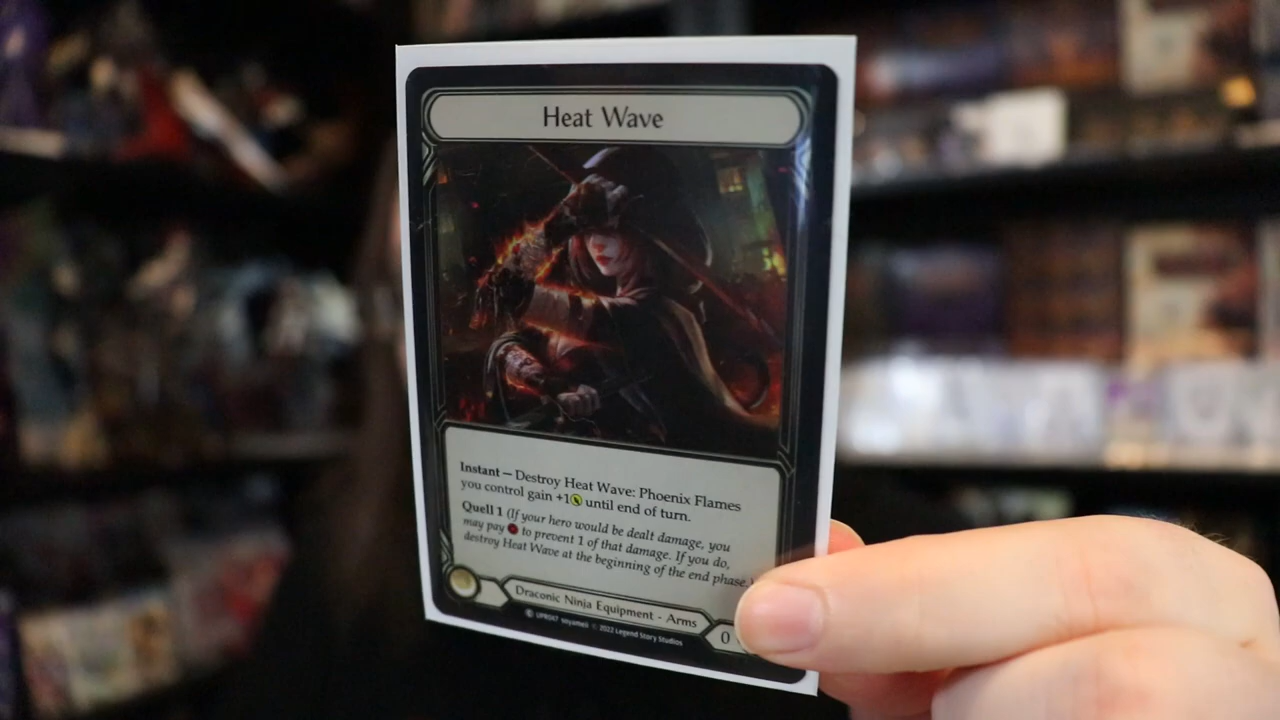 Heat Wave
Instant — Destroy Heat Wave: Phoenix Flames
you control gain +1 until end of turn.
Quell 1 (If your hero would be dealt damage, you
may pay to prevent 1 of that damage. If you do,
destroy Heat Wave at the beginning of the end phase.)
Draconic Ninja Equipment - Arms
0
© UPR047 Miyameii © 2022 Legend Story Studios